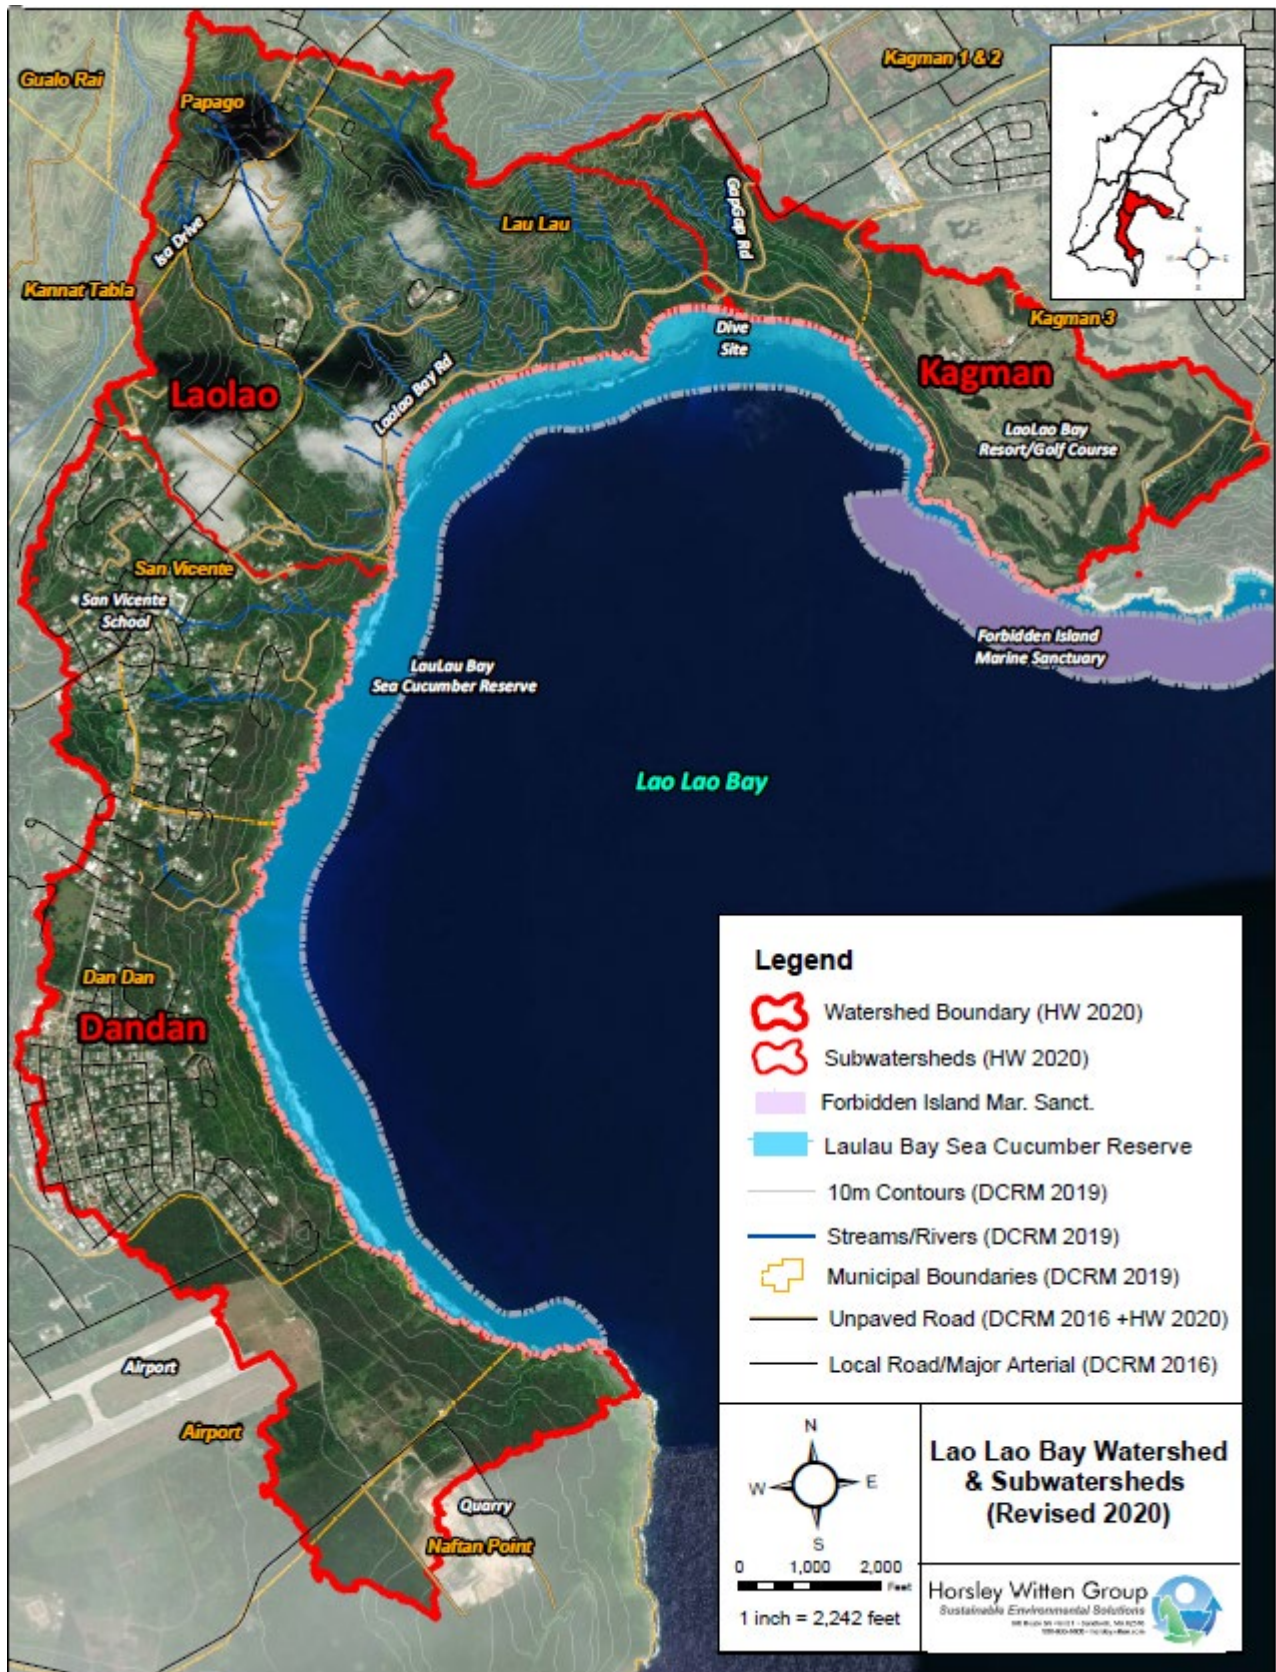 Gualo Rai
Papago
Kagman 1 & 2
Isa Drive
Lau Lau
GapGap Rd
N
E
S
Kannat Tabla
Kagman 3
Dive
Site
Kagman
Laolao
Laolao Bay Rd
LaoLao Bay
Resort/Golf Course
San Vicente
San Vicente
School
Forbidden Island
Marine Sanctuary
LauLau Bay
Sea Cucumber Reserve
Lao Lao Bay
Dan Dan
Dandan
Airport
Airport
Quarry
Naftan Point
Legend
Watershed Boundary (HW 2020)
Subwatersheds (HW 2020)
Forbidden Island Mar. Sanct.
Laulau Bay Sea Cucumber Reserve
10m Contours (DCRM 2019)
Streams/Rivers (DCRM 2019)
Municipal Boundaries (DCRM 2019)
Unpaved Road (DCRM 2016 +HW 2020)
Local Road/Major Arterial (DCRM 2016)
N
W E
S
0 1,000 2,000
Feet
1 inch = 2,242 feet
Lao Lao Bay Watershed
& Subwatersheds
(Revised 2020)
Horsley Witten Group
Sustainable Environmental Solutions